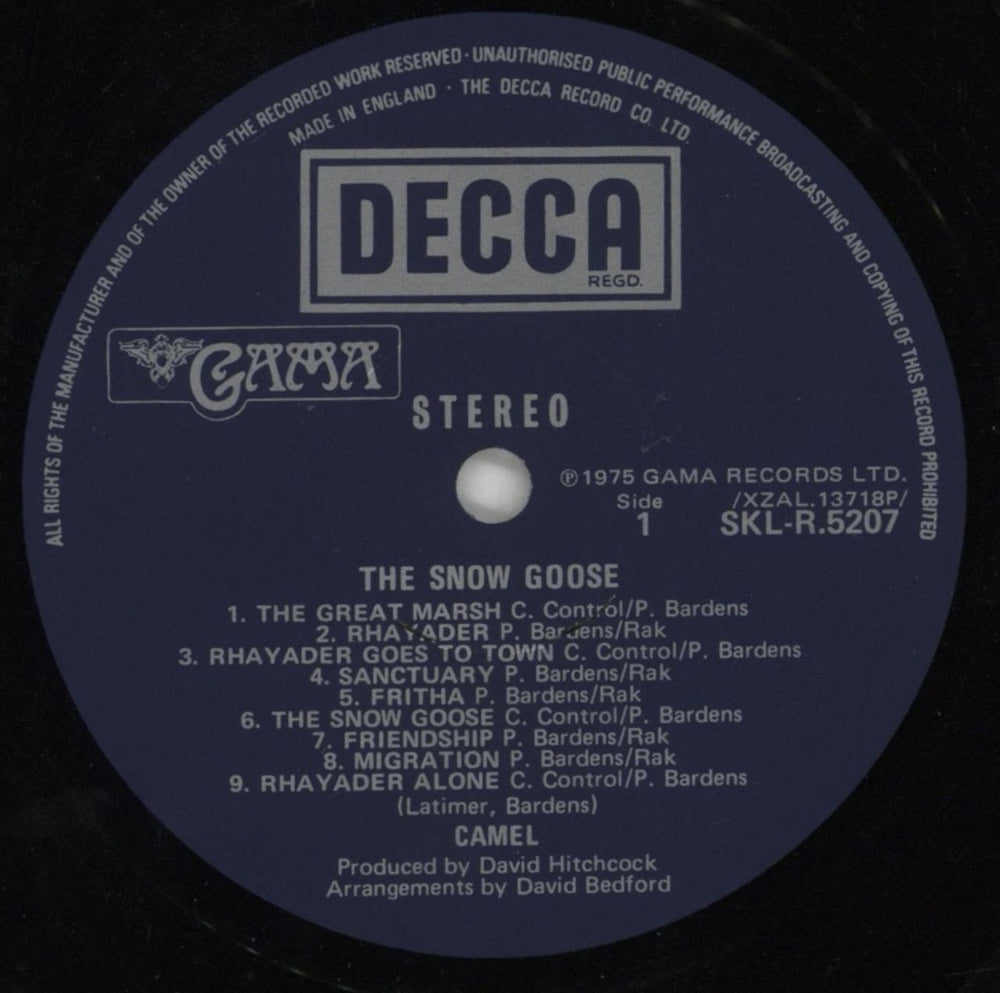 ALL RIGHTS OF THE MANUFACTURER AND OF THE OWNER OF THE RECORDED WORK RESERVED · UNAUTHORISED PUBLIC PERFORMANCE BROADCASTING AND COPYING OF THIS RECORD PROHIBITED
MADE IN ENGLAND · THE DECCA RECORD CO. LTD.
DECCA
REGD.
GAMA
STEREO
℗1975 GAMA RECORDS LTD.
Side /XZAL.13718P/
1 SKL-R.5207
THE SNOW GOOSE
1. THE GREAT MARSH C. Control/P. Bardens
2. RHAYADER P. Bardens/Rak
3. RHAYADER GOES TO TOWN C. Control/P. Bardens
4. SANCTUARY P. Bardens/Rak
5. FRITHA P. Bardens/Rak
6. THE SNOW GOOSE C. Control/P. Bardens
7. FRIENDSHIP P. Bardens/Rak
8. MIGRATION P. Bardens/Rak
9. RHAYADER ALONE C. Control/P. Bardens
(Latimer, Bardens)
CAMEL
Produced by David Hitchcock
Arrangements by David Bedford